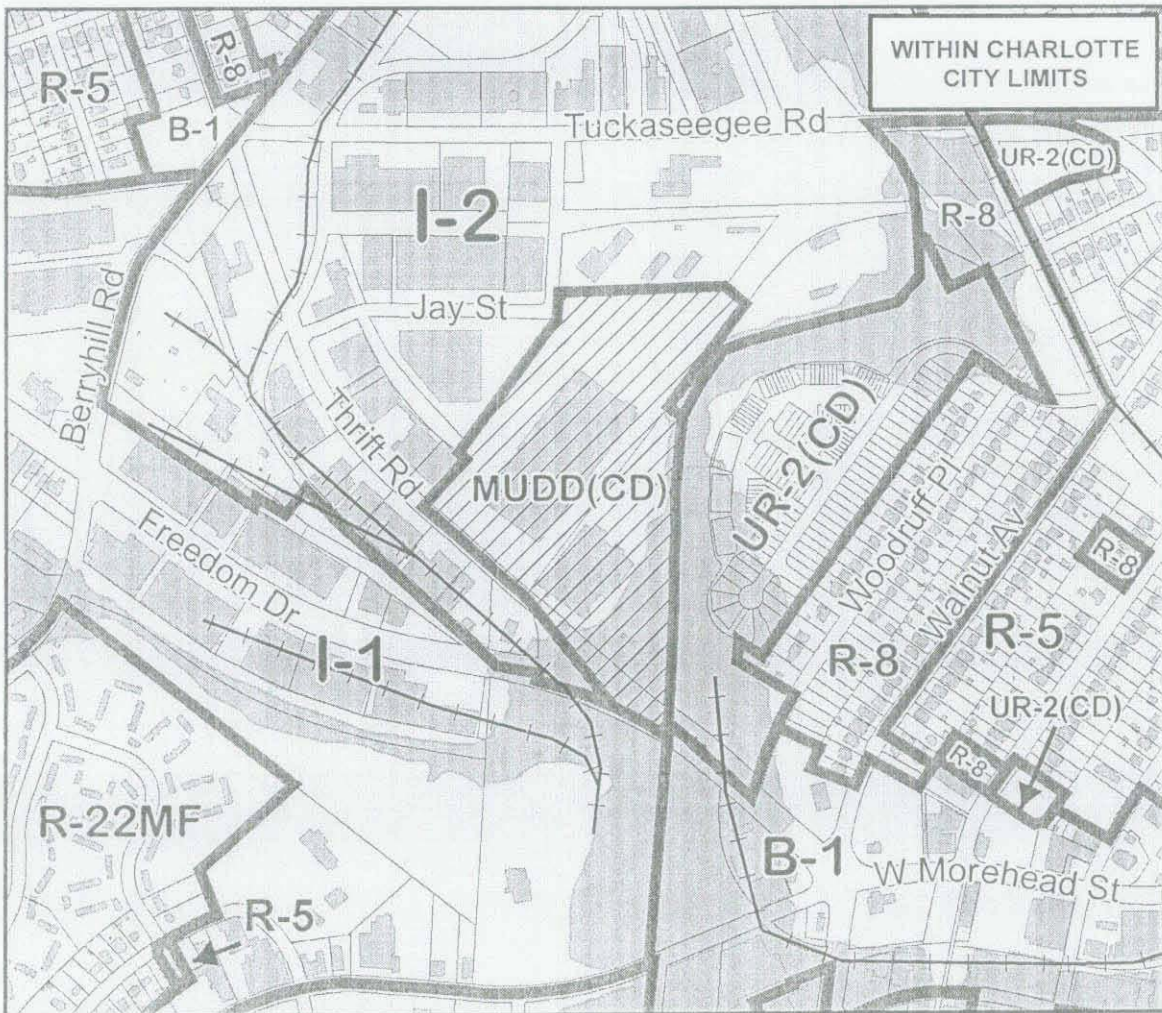 WITHIN CHARLOTTE
CITY LIMITS
R-5
R-8
B-1
Tuckaseegee Rd
UR-2(CD)
R-8
I-2
Jay St
Berryhill Rd
Thrift Rd
MUDD(CD)
UR-2(CD)
Woodruff Pl
Walnut Av
R-8
Freedom Dr
I-1
R-8
R-5
UR-2(CD)
R-8
R-22MF
B-1
W Morehead St
R-5